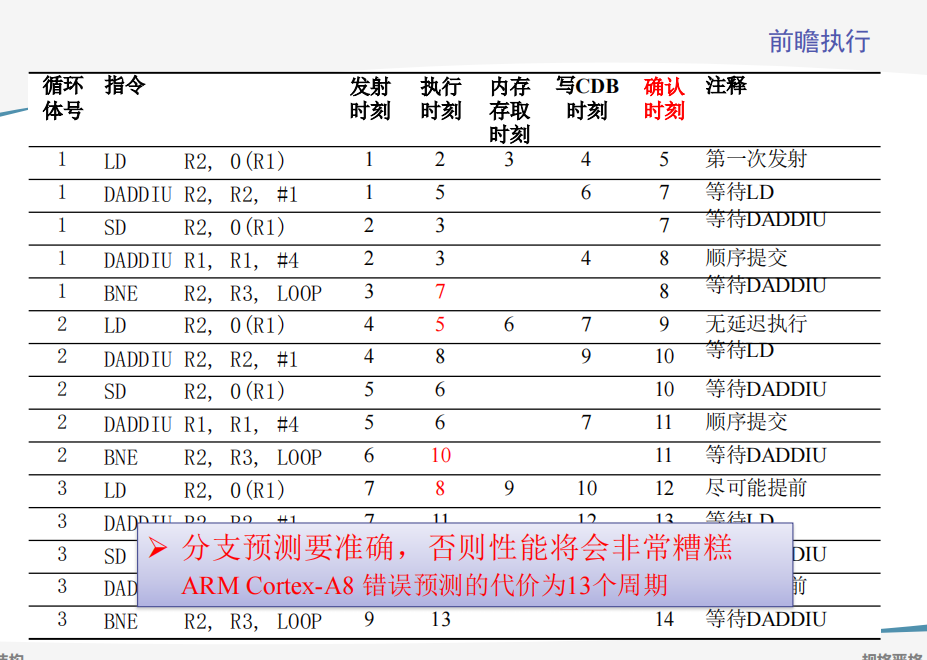 前瞻执行
循环体号 指令 发射时刻 执行时刻 内存存取时刻 写CDB时刻 确认时刻 注释
1 LD R2, 0(R1) 1 2 3 4 5 第一次发射
1 DADDIU R2, R2, #1 1 5 6 7 等待LD
1 SD R2, 0(R1) 2 3 7 等待DADDIU
1 DADDIU R1, R1, #4 2 3 4 8 顺序提交
1 BNE R2, R3, LOOP 3 7 8 等待DADDIU
2 LD R2, 0(R1) 4 5 6 7 9 无延迟执行
2 DADDIU R2, R2, #1 4 8 9 10 等待LD
2 SD R2, 0(R1) 5 6 10 等待DADDIU
2 DADDIU R1, R1, #4 5 6 7 11 顺序提交
2 BNE R2, R3, LOOP 6 10 11 等待DADDIU
3 LD R2, 0(R1) 7 8 9 10 12 尽可能提前
3 DADDIU R2, R2, #1 7 11 12 13 等待LD
3 SD DIU
3 DAD 前
➢ 分支预测要准确，否则性能将会非常糟糕
ARM Cortex-A8 错误预测的代价为13个周期
3 BNE R2, R3, LOOP 9 13 14 等待DADDIU